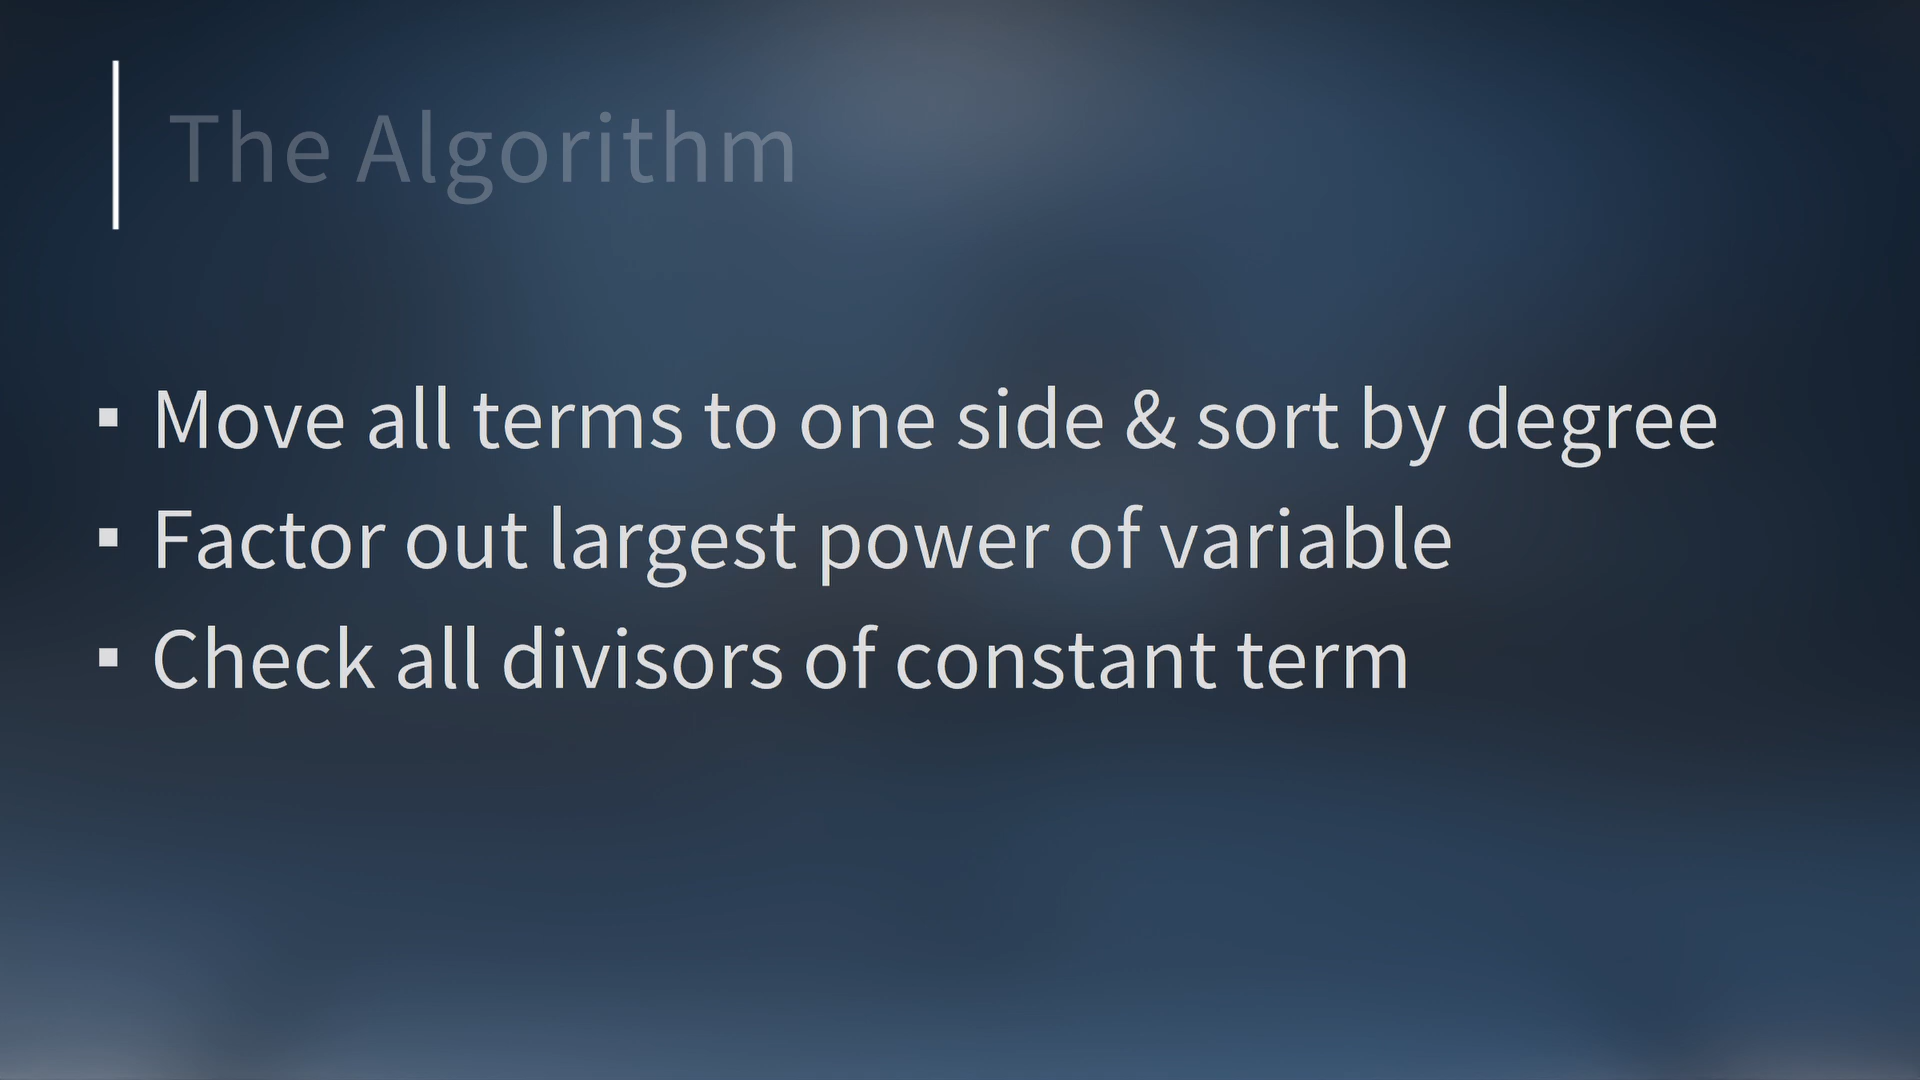 The Algorithm
▪ Move all terms to one side & sort by degree
▪ Factor out largest power of variable
▪ Check all divisors of constant term